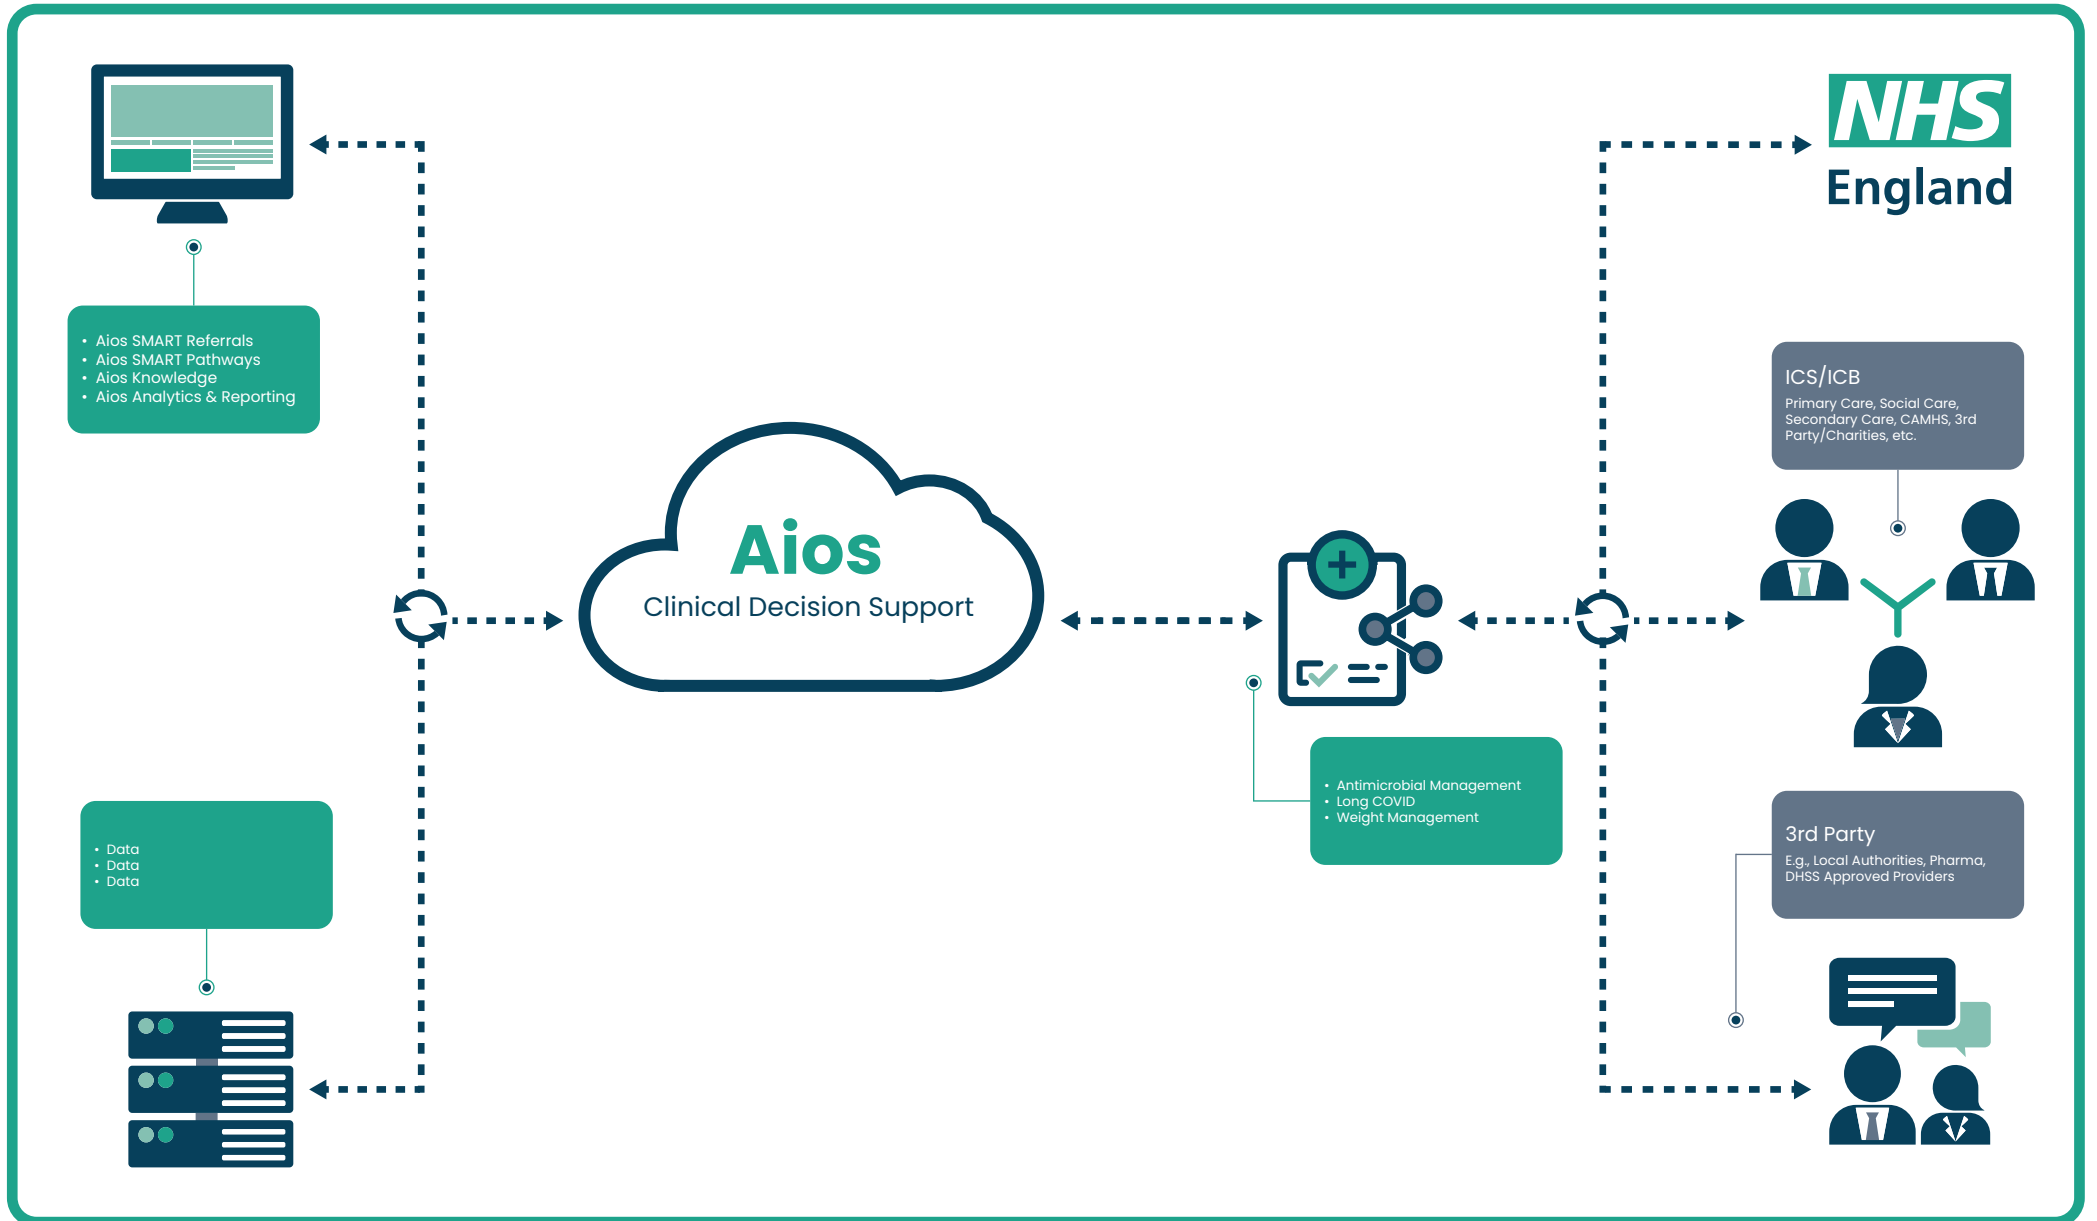 NHS
England
• Aios SMART Referrals
• Aios SMART Pathways
• Aios Knowledge
• Aios Analytics & Reporting
ICS/ICB
Primary Care, Social Care,
Secondary Care, CAMHS, 3rd
Party/Charities, etc.
Aios
Clinical Decision Support
• Antimicrobial Management
• Long COVID
• Weight Management
• Data
• Data
• Data
3rd Party
E.g., Local Authorities, Pharma,
DHSS Approved Providers